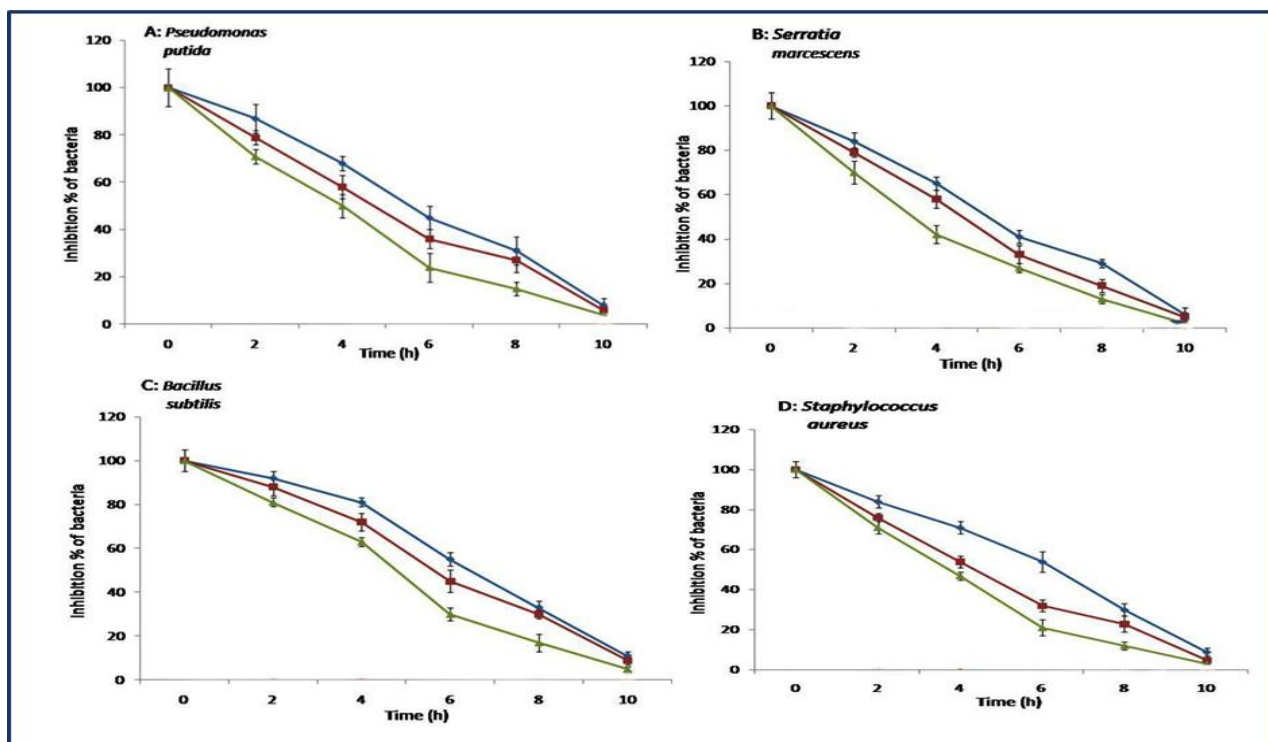 A: Pseudomonas
putida
120
100
80
60
40
20
0
Inhibition % of bacteria
0 2 4 6 8 10
Time (h)
B: Serratia
marcescens
120
100
80
60
40
20
0
Inhibition % of bacteria
0 2 4 6 8 10
Time (h)
C: Bacillus
subtilis
120
100
80
60
40
20
0
Inhibition % of bacteria
0 2 4 6 8 10
Time (h)
D: Staphylococcus
aureus
120
100
80
60
40
20
0
Inhibition % of bacteria
0 2 4 6 8 10
Time (h)